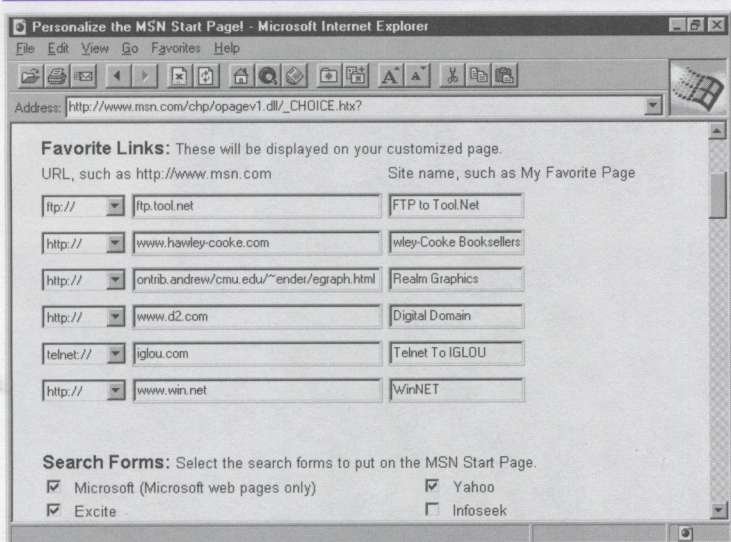 Personalize the MSN Start Page! - Microsoft Internet Explorer
File Edit View Go Favorites Help
Address: http://www.msn.com/chp/opagev1.dll/_CHOICE.htx?
Favorite Links: These will be displayed on your customized page.
URL, such as http://www.msn.com Site name, such as My Favorite Page
ftp:// ftp.tool.net FTP to Tool.Net
http:// www.hawley-cooke.com wley-Cooke Booksellers
http:// ontrib.andrew/cmu.edu/~ender/egraph.html Realm Graphics
http:// www.d2.com Digital Domain
telnet:// iglou.com Telnet To IGLOU
http:// www.win.net WinNET
Search Forms: Select the search forms to put on the MSN Start Page.
Microsoft (Microsoft web pages only) Yahoo
Excite Infoseek